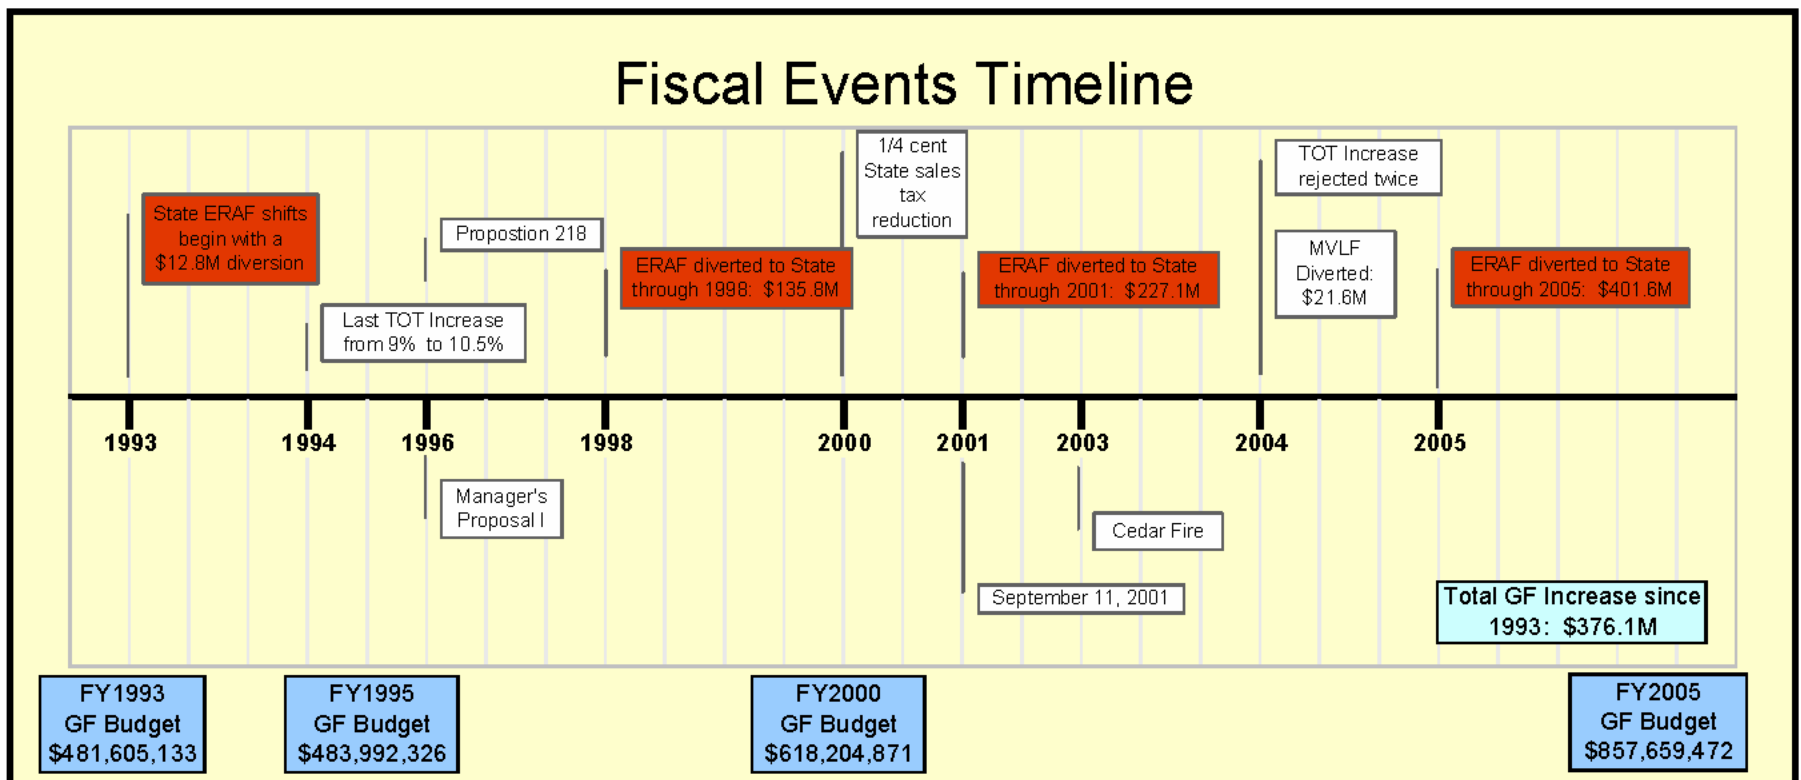 Fiscal Events Timeline
State ERAF shifts
begin with a
$12.8M diversion
Last TOT Increase
from 9% to 10.5%
Propostion 218
ERAF diverted to State
through 1998: $135.8M
1/4 cent
State sales
tax
reduction
ERAF diverted to State
through 2001: $227.1M
TOT Increase
rejected twice
MVLF
Diverted:
$21.6M
ERAF diverted to State
through 2005: $401.6M
1993 1994 1996 1998 2000 2001 2003 2004 2005
Manager's
Proposal I
Cedar Fire
September 11, 2001
Total GF Increase since
1993: $376.1M
FY1993
GF Budget
$481,605,133
FY1995
GF Budget
$483,992,326
FY2000
GF Budget
$618,204,871
FY2005
GF Budget
$857,659,472